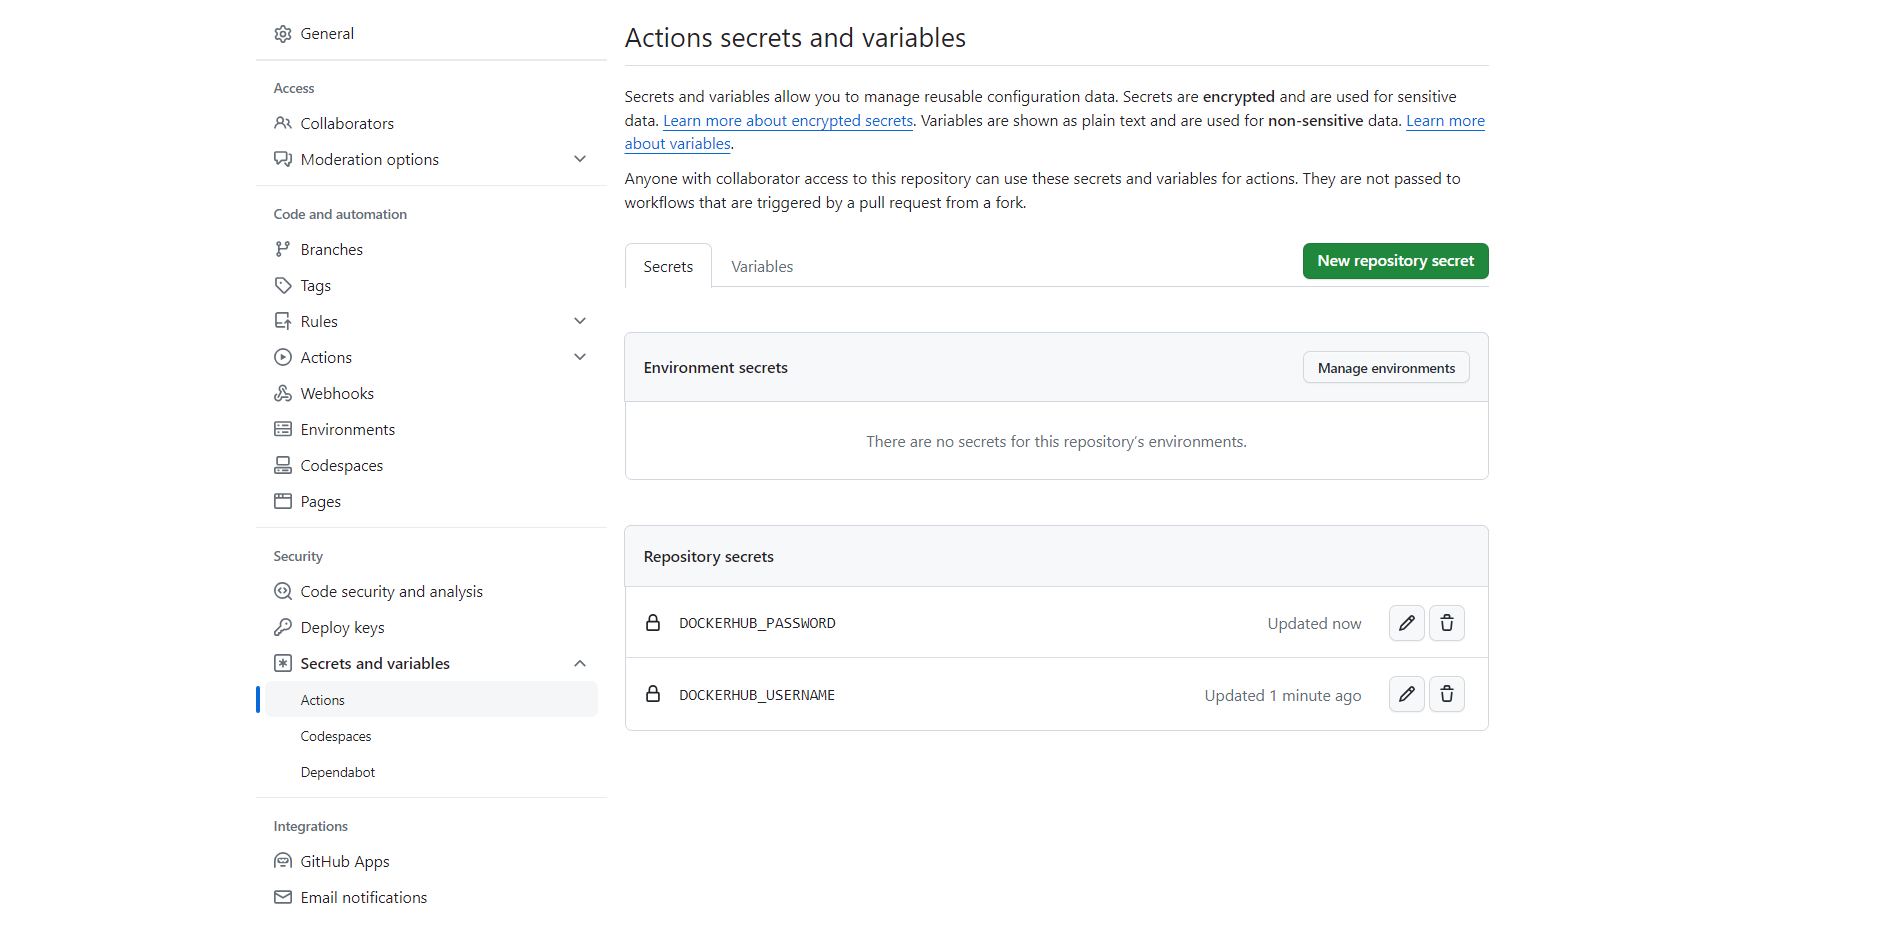 General
Access
Collaborators
Moderation options
Code and automation
Branches
Tags
Rules
Actions
Webhooks
Environments
Codespaces
Pages
Security
Code security and analysis
Deploy keys
Secrets and variables
Actions
Codespaces
Dependabot
Integrations
GitHub Apps
Email notifications
Actions secrets and variables
Secrets and variables allow you to manage reusable configuration data. Secrets are encrypted and are used for sensitive
data. Learn more about encrypted secrets. Variables are shown as plain text and are used for non-sensitive data. Learn more
about variables.
Anyone with collaborator access to this repository can use these secrets and variables for actions. They are not passed to
workflows that are triggered by a pull request from a fork.
Secrets Variables New repository secret
Environment secrets Manage environments
There are no secrets for this repository’s environments.
Repository secrets
DOCKERHUB_PASSWORD Updated now
DOCKERHUB_USERNAME Updated 1 minute ago